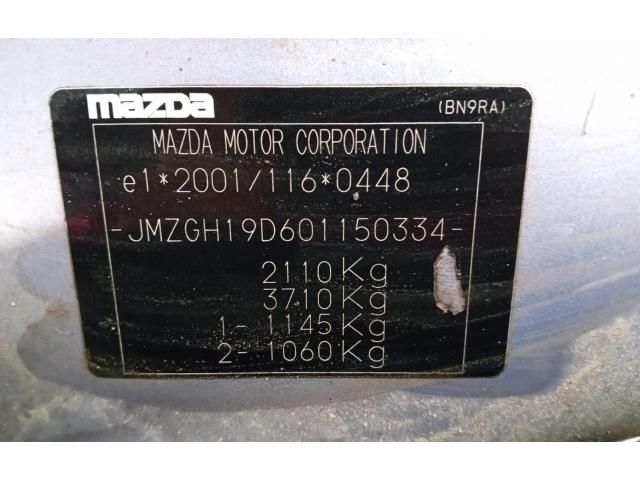 mazda (BN9RA)
MAZDA MOTOR CORPORATION
e1*2001/116*0448
-JMZGH19D601150334-
2110Kg
3710Kg
1- 1145Kg
2- 1060Kg